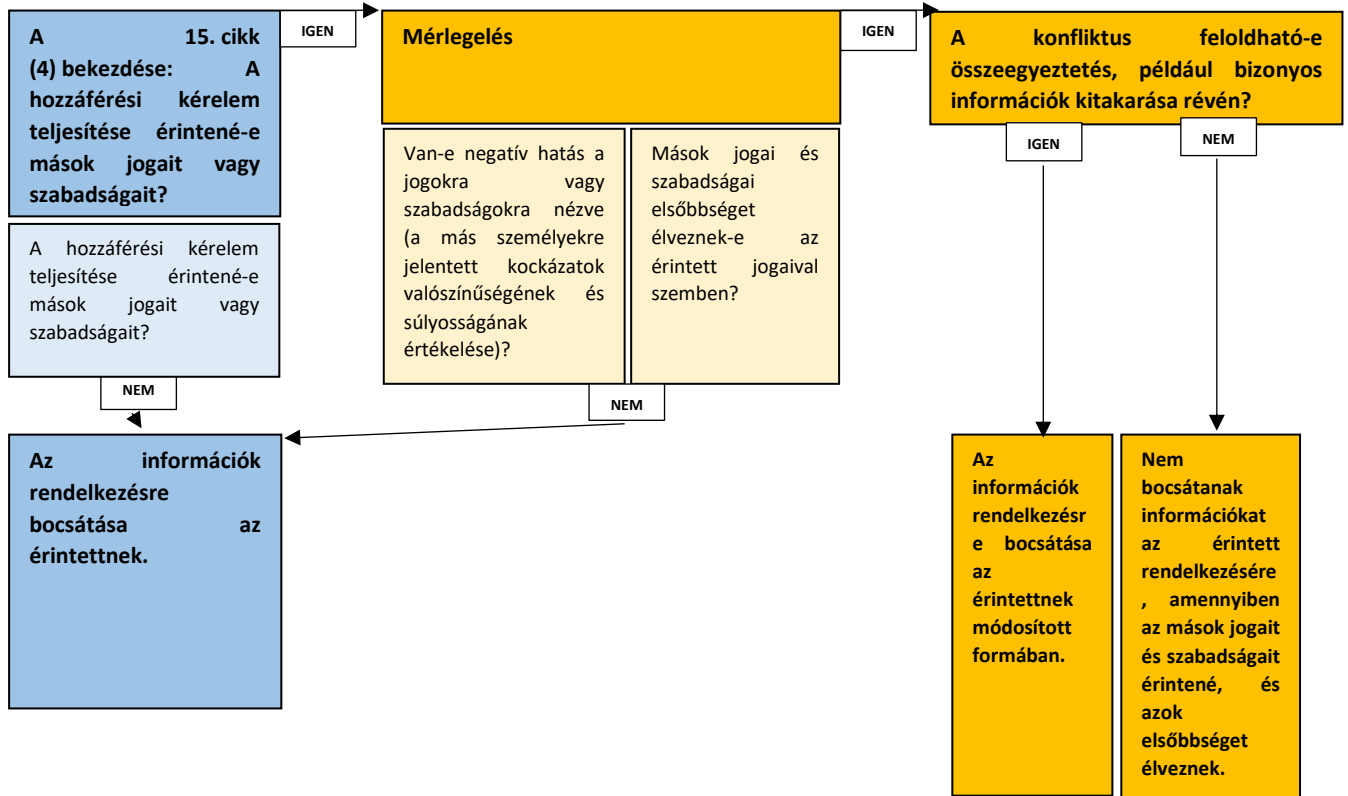 A 15. cikk
(4) bekezdése: A
hozzáférési kérelem
teljesítése érintené-e
mások jogait vagy
szabadságait?
IGEN
Mérlegelés
IGEN
A konfliktus feloldható-e
összeegyeztetés, például bizonyos
információk kitakarása révén?
A hozzáférési kérelem
teljesítése érintené-e
mások jogait vagy
szabadságait?
NEM
Van-e negatív hatás a
jogokra vagy
szabadságokra nézve
(a más személyekre
jelentett kockázatok
valószínűségének és
súlyosságának
értékelése)?
Mások jogai és
szabadságai
elsőbbséget
élveznek-e az
érintett jogaival
szemben?
NEM
IGEN
NEM
Az információk
rendelkezésre
bocsátása az
érintettnek.
Az
információk
rendelkezésr
e bocsátása
az
érintettnek
módosított
formában.
Nem
bocsátanak
információkat
az érintett
rendelkezésére
, amennyiben
az mások jogait
és szabadságait
érintené, és
azok
elsőbbséget
élveznek.